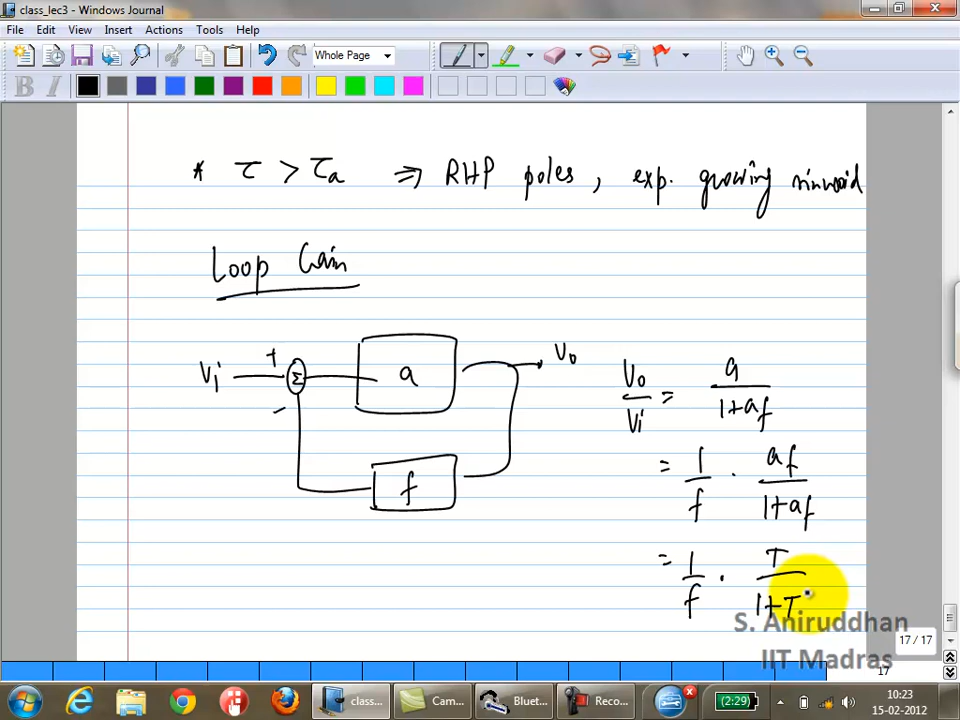 class_lec3 - Windows Journal
File Edit View Insert Actions Tools Help
Whole Page
B I
* τ > τa ⇒ RHP poles, exp. growing sinusoid
Loop Gain
Vi + Σ a Vo
-
f
Vo/Vi = a/(1+af)
= 1/f · af/(1+af)
= 1/f · T/(1+T)
S. Aniruddhan
IIT Madras
17 / 17
17
class... Cam... Bluet... Reco... (2:29) 10:23
15-02-2012